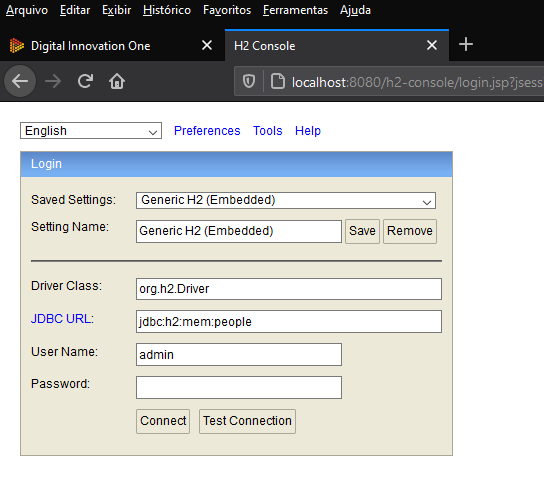 Arquivo Editar Exibir Histórico Favoritos Ferramentas Ajuda
Digital Innovation One
H2 Console
localhost:8080/h2-console/login.jsp?jsess
English Preferences Tools Help
Login
Saved Settings: Generic H2 (Embedded)
Setting Name: Generic H2 (Embedded) Save Remove
Driver Class: org.h2.Driver
JDBC URL: jdbc:h2:mem:people
User Name: admin
Password:
Connect Test Connection